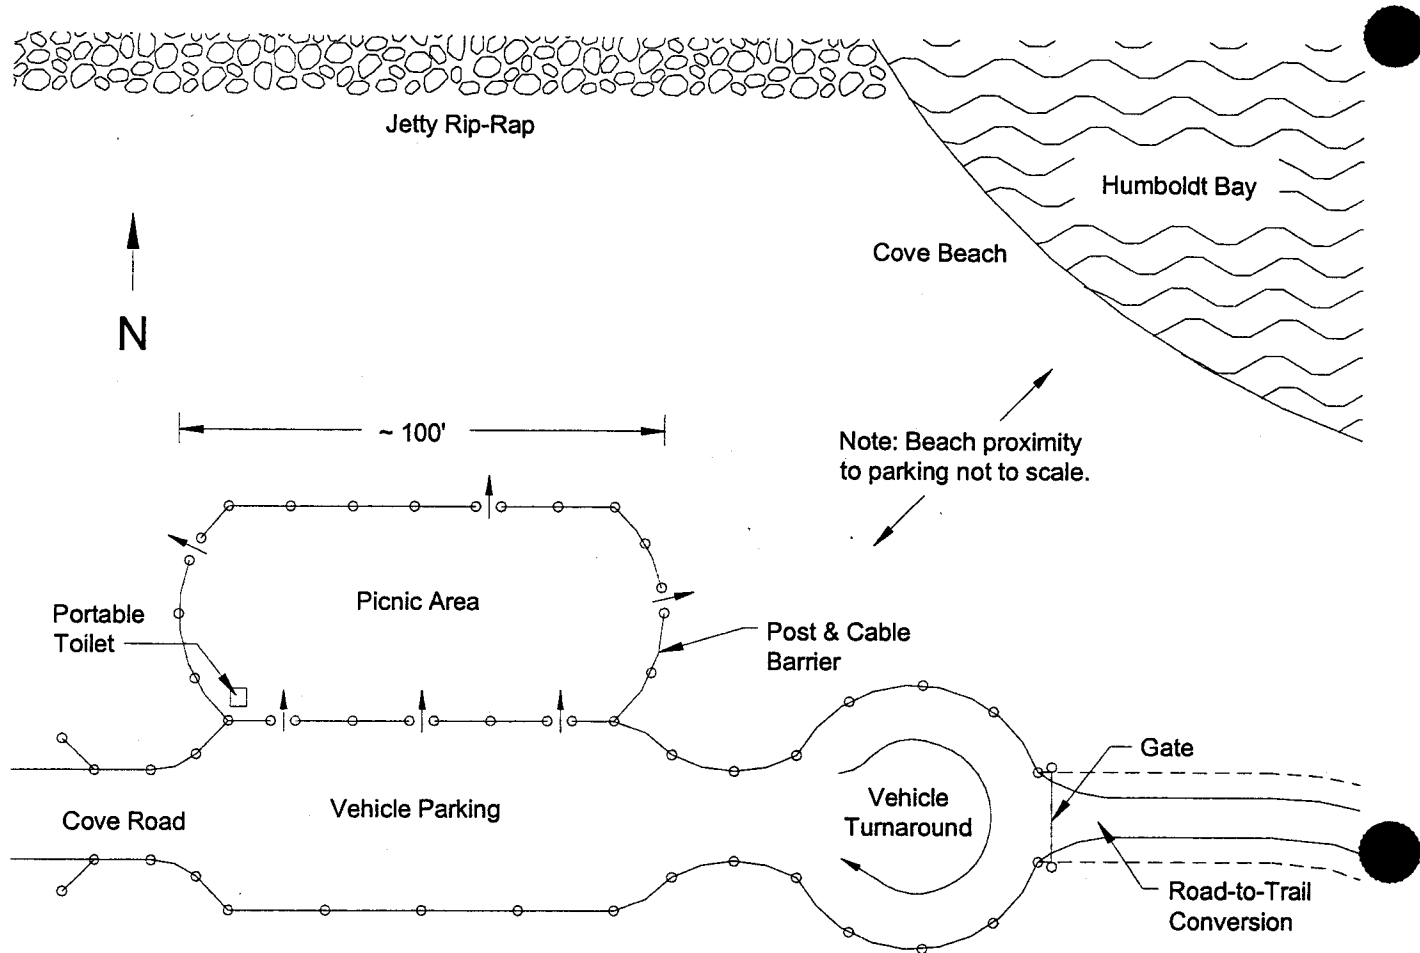 Jetty Rip-Rap
Humboldt Bay
Cove Beach
N
~ 100'
Note: Beach proximity
to parking not to scale.
Picnic Area
Portable
Toilet
Post & Cable
Barrier
Gate
Vehicle
Turnaround
Vehicle Parking
Cove Road
Road-to-Trail
Conversion